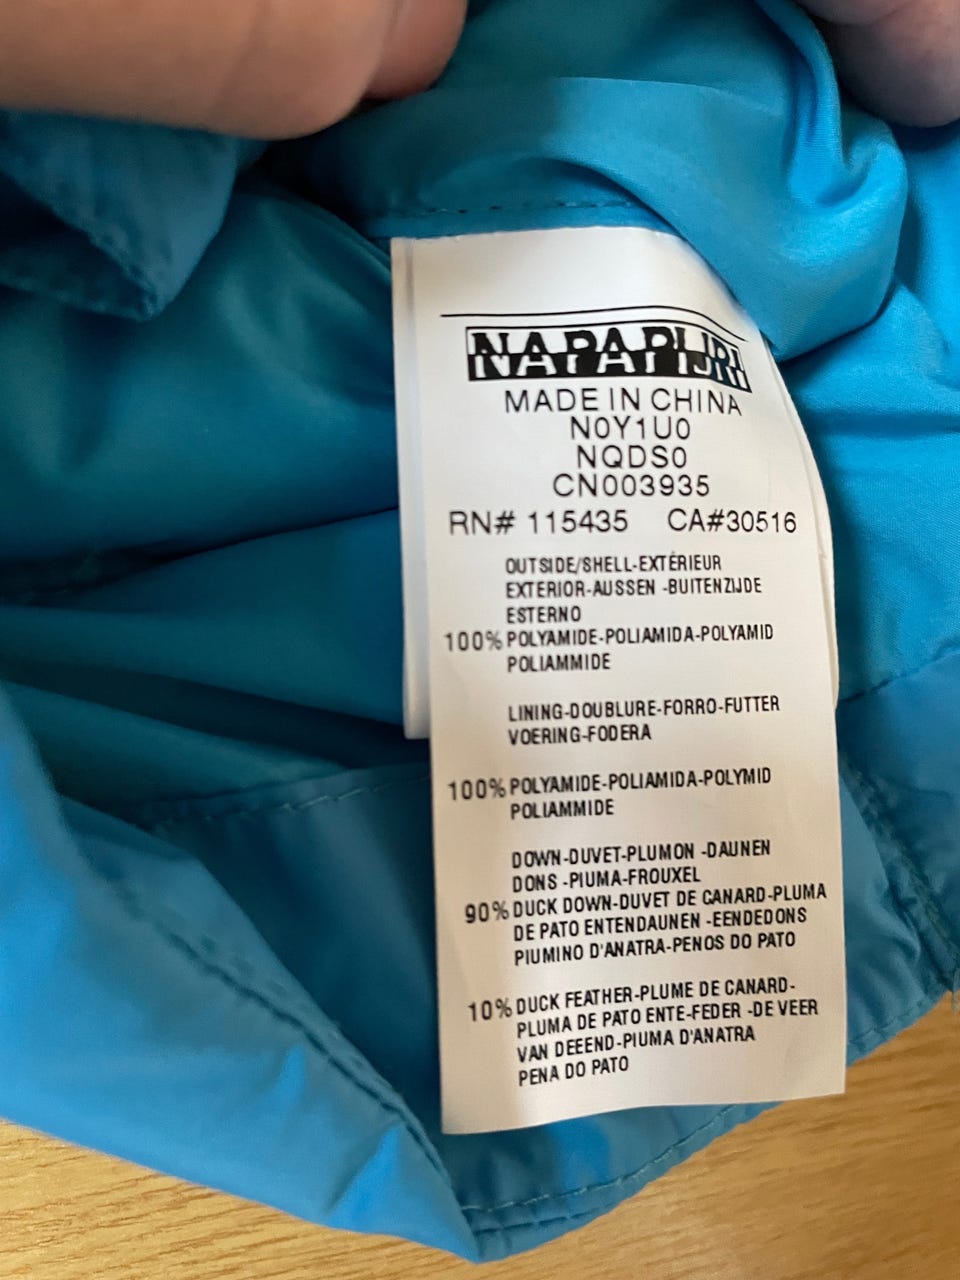 NAPAPIJRI
MADE IN CHINA
N0Y1U0
NQDS0
CN003935
RN# 115435 CA#30516
OUTSIDE/SHELL-EXTÉRIEUR
EXTERIOR-AUSSEN -BUITENZIJDE
ESTERNO
100% POLYAMIDE-POLIAMIDA-POLYAMID
POLIAMMIDE
LINING-DOUBLURE-FORRO-FUTTER
VOERING-FODERA
100% POLYAMIDE-POLIAMIDA-POLYMID
POLIAMMIDE
DOWN-DUVET-PLUMON -DAUNEN
DONS -PIUMA-FROUXEL
90% DUCK DOWN-DUVET DE CANARD-PLUMA
DE PATO ENTENDAUNEN -EENDEDONS
PIUMINO D'ANATRA-PENOS DO PATO
10% DUCK FEATHER-PLUME DE CANARD-
PLUMA DE PATO ENTE-FEDER -DE VEER
VAN DEEEND-PIUMA D'ANATRA
PENA DO PATO